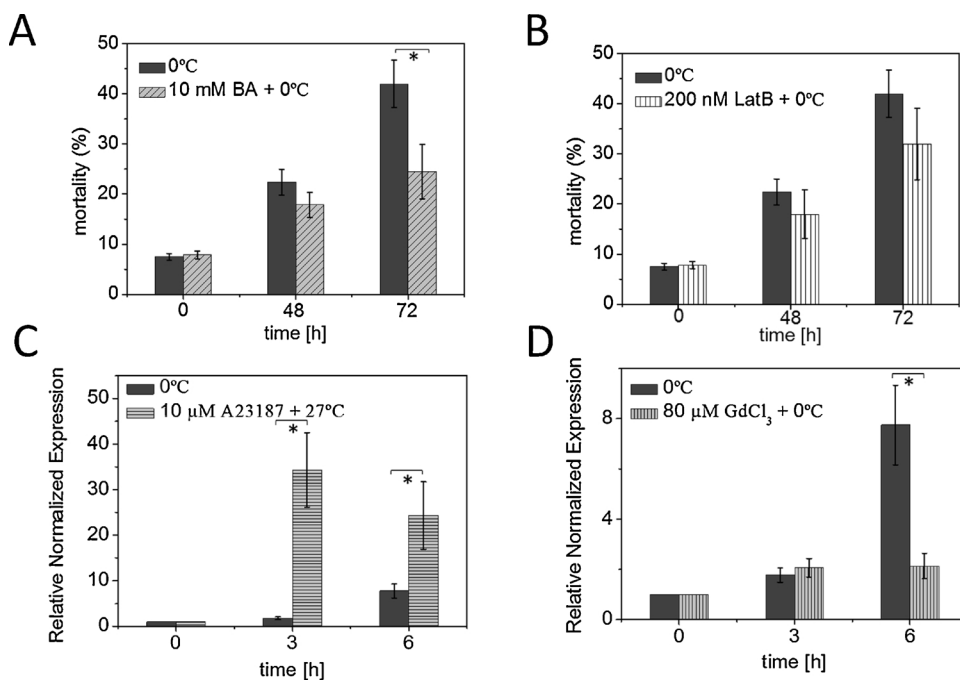 A
50
40
30
20
10
0
mortality (%)
0ºC
10 mM BA + 0ºC
*
0
48
72
time [h]
B
50
40
30
20
10
0
mortality (%)
0ºC
200 nM LatB + 0ºC
0
48
72
time [h]
C
50
40
30
20
10
0
Relative Normalized Expression
0ºC
10 µM A23187 + 27ºC
*
*
0
3
6
time [h]
D
8
4
0
Relative Normalized Expression
0ºC
80 µM GdCl₃ + 0ºC
*
0
3
6
time [h]